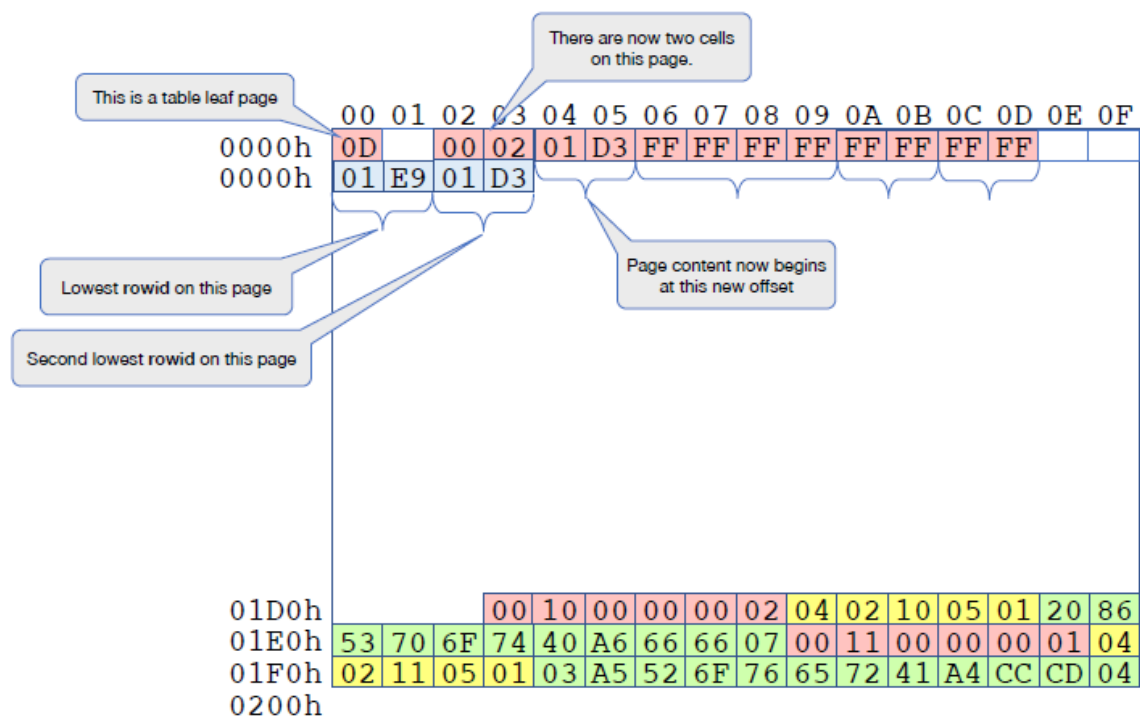 There are now two cells
on this page.
This is a table leaf page
00 01 02 03 04 05 06 07 08 09 0A 0B 0C 0D 0E 0F
0000h 0D 00 02 01 D3 FF FF FF FF FF FF FF FF
0000h 01 E9 01 D3
Page content now begins
at this new offset
Lowest rowid on this page
Second lowest rowid on this page
01D0h 00 10 00 00 00 02 04 02 10 05 01 20 86
01E0h 53 70 6F 74 40 A6 66 66 07 00 11 00 00 00 01 04
01F0h 02 11 05 01 03 A5 52 6F 76 65 72 41 A4 CC CD 04
0200h